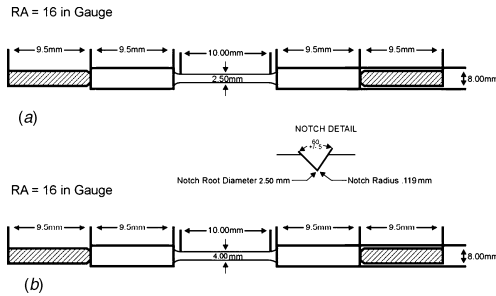 RA = 16 in Gauge
9.5mm 9.5mm 10.00mm 9.5mm 9.5mm
2.50mm
8.00mm
(a)
NOTCH DETAIL
60
+/- 5
Notch Root Diameter 2.50 mm
Notch Radius .119 mm
RA = 16 in Gauge
9.5mm 9.5mm 10.00mm 9.5mm 9.5mm
4.00mm
8.00mm
(b)